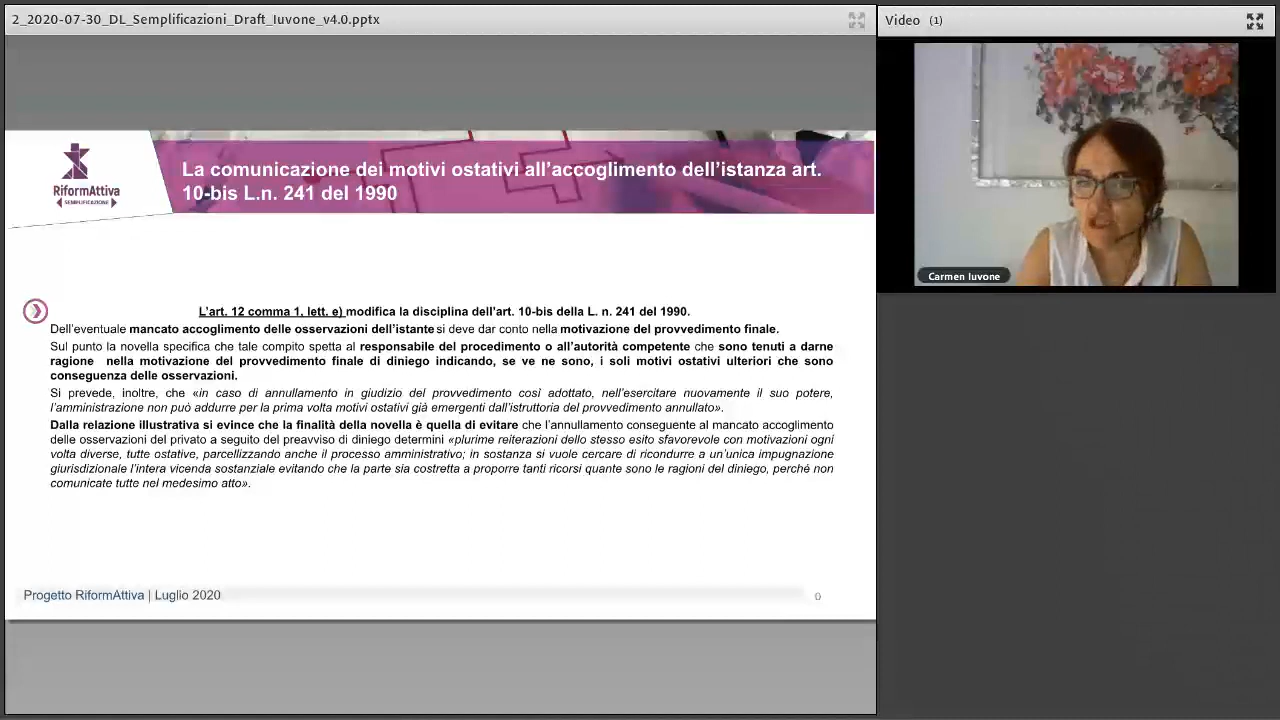 2_2020-07-30_DL_Semplificazioni_Draft_Iuvone_v4.0.pptx
Video (1)
RiformAttiva
SEMPLIFICAZIONE
La comunicazione dei motivi ostativi all’accoglimento dell’istanza art.
10-bis L.n. 241 del 1990
Carmen Iuvone
L’art. 12 comma 1, lett. e) modifica la disciplina dell’art. 10-bis della L. n. 241 del 1990.
Dell’eventuale mancato accoglimento delle osservazioni dell’istante si deve dar conto nella motivazione del provvedimento finale.
Sul punto la novella specifica che tale compito spetta al responsabile del procedimento o all’autorità competente che sono tenuti a darne
ragione nella motivazione del provvedimento finale di diniego indicando, se ve ne sono, i soli motivi ostativi ulteriori che sono
conseguenza delle osservazioni.
Si prevede, inoltre, che «in caso di annullamento in giudizio del provvedimento così adottato, nell’esercitare nuovamente il suo potere,
l’amministrazione non può addurre per la prima volta motivi ostativi già emergenti dall’istruttoria del provvedimento annullato».
Dalla relazione illustrativa si evince che la finalità della novella è quella di evitare che l’annullamento conseguente al mancato accoglimento
delle osservazioni del privato a seguito del preavviso di diniego determini «plurime reiterazioni dello stesso esito sfavorevole con motivazioni ogni
volta diverse, tutte ostative, parcellizzando anche il processo amministrativo; in sostanza si vuole cercare di ricondurre a un’unica impugnazione
giurisdizionale l’intera vicenda sostanziale evitando che la parte sia costretta a proporre tanti ricorsi quante sono le ragioni del diniego, perché non
comunicate tutte nel medesimo atto».
Progetto RiformAttiva | Luglio 2020
0